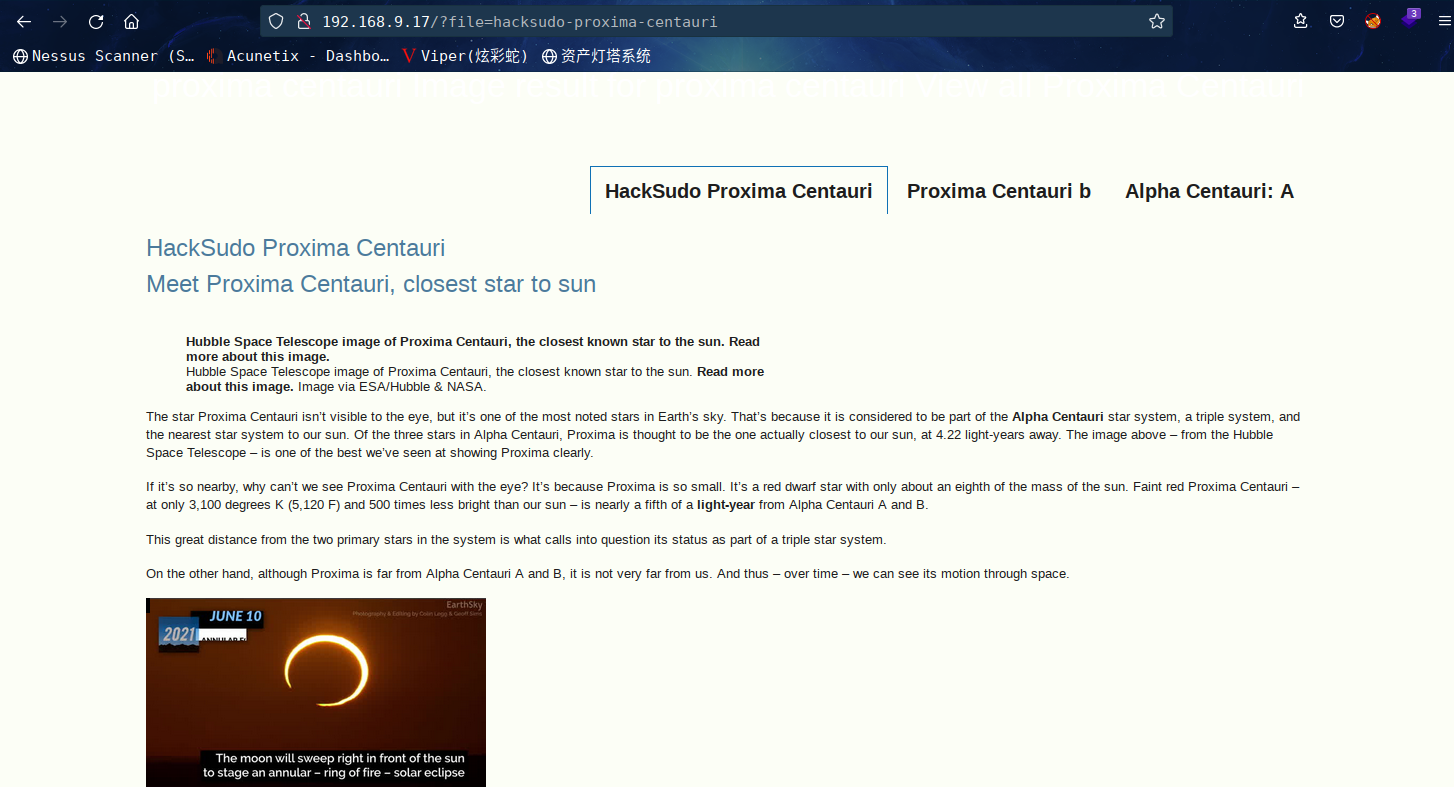 192.168.9.17/?file=hacksudo-proxima-centauri
3
Nessus Scanner (S… Acunetix - Dashbo… Viper(炫彩蛇) 资产灯塔系统
proxima centauri image result for proxima centauri View all Proxima Centauri
HackSudo Proxima Centauri Proxima Centauri b Alpha Centauri: A
HackSudo Proxima Centauri
Meet Proxima Centauri, closest star to sun
Hubble Space Telescope image of Proxima Centauri, the closest known star to the sun. Read
more about this image.
Hubble Space Telescope image of Proxima Centauri, the closest known star to the sun. Read more
about this image. Image via ESA/Hubble & NASA.
The star Proxima Centauri isn’t visible to the eye, but it’s one of the most noted stars in Earth’s sky. That’s because it is considered to be part of the Alpha Centauri star system, a triple system, and
the nearest star system to our sun. Of the three stars in Alpha Centauri, Proxima is thought to be the one actually closest to our sun, at 4.22 light-years away. The image above – from the Hubble
Space Telescope – is one of the best we’ve seen at showing Proxima clearly.
If it’s so nearby, why can’t we see Proxima Centauri with the eye? It’s because Proxima is so small. It’s a red dwarf star with only about an eighth of the mass of the sun. Faint red Proxima Centauri –
at only 3,100 degrees K (5,120 F) and 500 times less bright than our sun – is nearly a fifth of a light-year from Alpha Centauri A and B.
This great distance from the two primary stars in the system is what calls into question its status as part of a triple star system.
On the other hand, although Proxima is far from Alpha Centauri A and B, it is not very far from us. And thus – over time – we can see its motion through space.
EarthSky
Photography & Editing by Colin Legg & Geoff Sims
JUNE 10
2021
The moon will sweep right in front of the sun
to stage an annular – ring of fire – solar eclipse